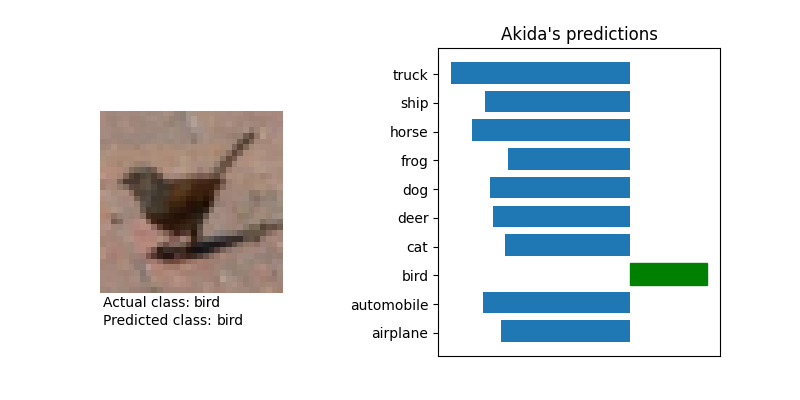 Akida's predictions
truck
ship
horse
frog
dog
deer
cat
bird
automobile
airplane
Actual class: bird
Predicted class: bird